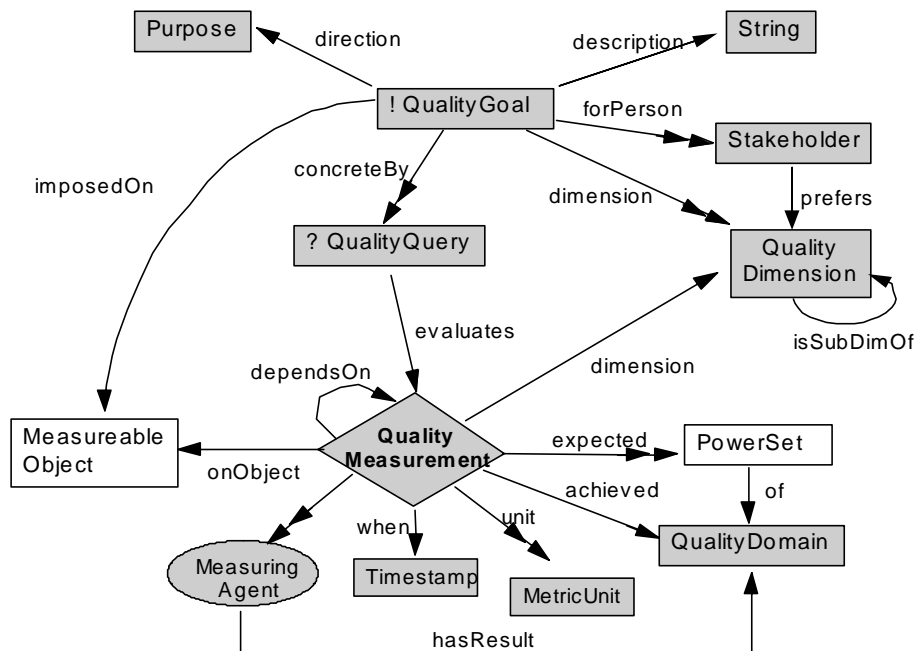 Purpose
direction
description
String
! QualityGoal
forPerson
Stakeholder
concreteBy
imposedOn
dimension
prefers
? QualityQuery
Quality
Dimension
evaluates
isSubDimOf
dependsOn
dimension
Measureable
Object
onObject
Quality
Measurement
expected
PowerSet
achieved
of
when
unit
QualityDomain
Measuring
Agent
Timestamp
MetricUnit
hasResult